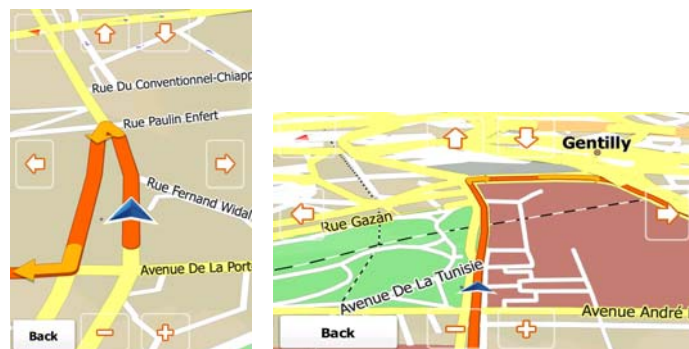 Rue Du Conventionnel-Chiapp
Rue Paulin Enfert
Rue Fernand Widal
Avenue De La Port
Back
Gentilly
Rue Gazan
Avenue De La Tunisie
Avenue André
Back